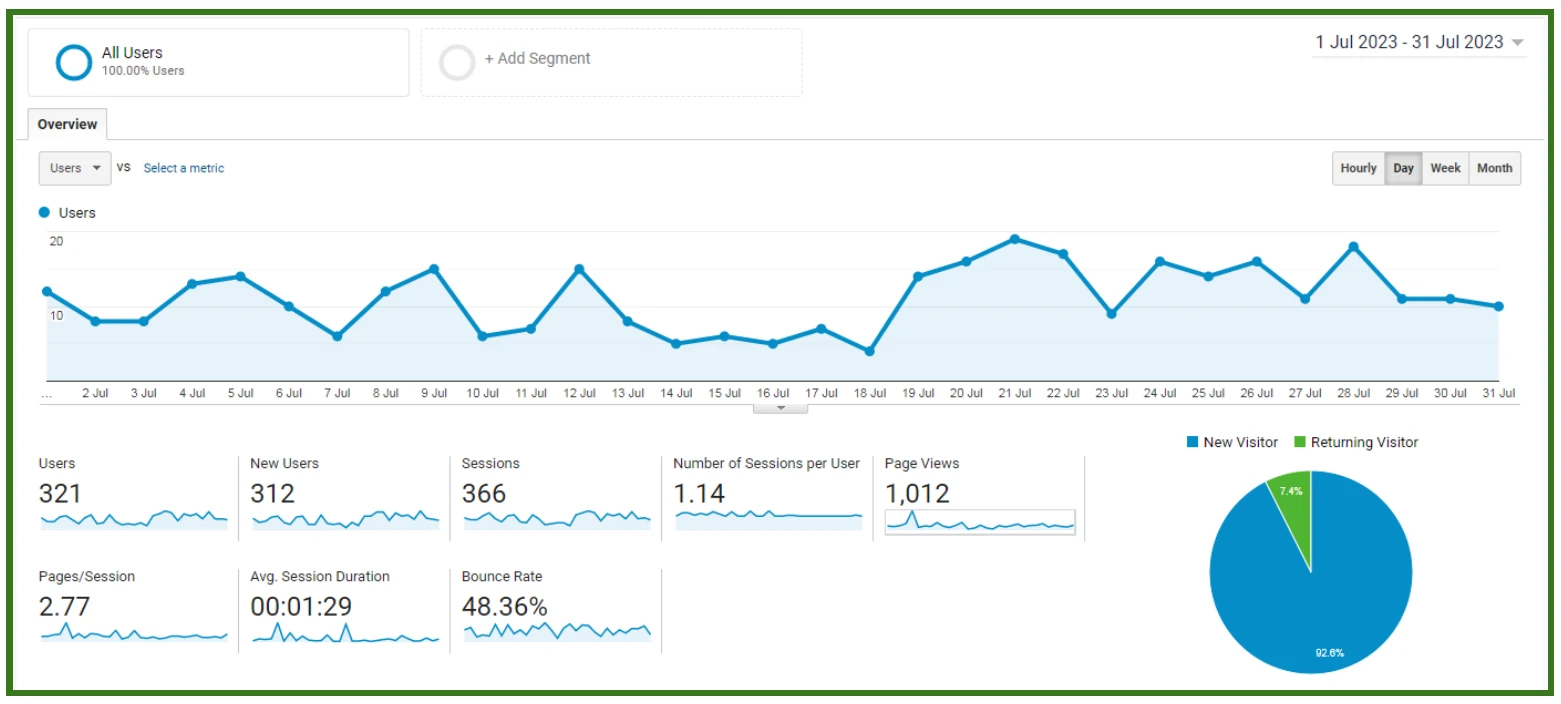 All Users
100.00% Users
+ Add Segment
1 Jul 2023 - 31 Jul 2023
Overview
Users
VS
Select a metric
Hourly Day Week Month
Users
20
10
... 2 Jul 3 Jul 4 Jul 5 Jul 6 Jul 7 Jul 8 Jul 9 Jul 10 Jul 11 Jul 12 Jul 13 Jul 14 Jul 15 Jul 16 Jul 17 Jul 18 Jul 19 Jul 20 Jul 21 Jul 22 Jul 23 Jul 24 Jul 25 Jul 26 Jul 27 Jul 28 Jul 29 Jul 30 Jul 31 Jul
New Visitor Returning Visitor
Users
321
New Users
312
Sessions
366
Number of Sessions per User
1.14
Page Views
1,012
Pages/Session
2.77
Avg. Session Duration
00:01:29
Bounce Rate
48.36%
7.4%
92.6%